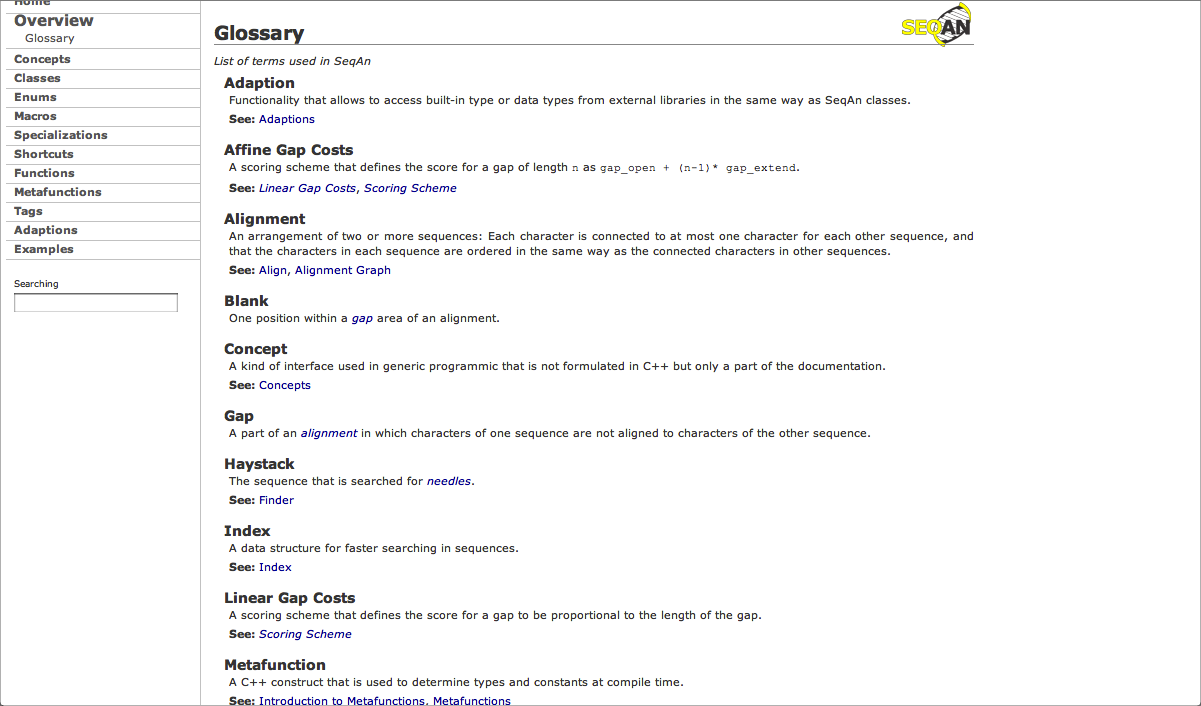 Home
Overview
Glossary
Concepts
Classes
Enums
Macros
Specializations
Shortcuts
Functions
Metafunctions
Tags
Adaptions
Examples
Searching
Glossary
SEQAN
List of terms used in SeqAn
Adaption
Functionality that allows to access built-in type or data types from external libraries in the same way as SeqAn classes.
See: Adaptions
Affine Gap Costs
A scoring scheme that defines the score for a gap of length n as gap_open + (n-1)* gap_extend.
See: Linear Gap Costs, Scoring Scheme
Alignment
An arrangement of two or more sequences: Each character is connected to at most one character for each other sequence, and
that the characters in each sequence are ordered in the same way as the connected characters in other sequences.
See: Align, Alignment Graph
Blank
One position within a gap area of an alignment.
Concept
A kind of interface used in generic programmic that is not formulated in C++ but only a part of the documentation.
See: Concepts
Gap
A part of an alignment in which characters of one sequence are not aligned to characters of the other sequence.
Haystack
The sequence that is searched for needles.
See: Finder
Index
A data structure for faster searching in sequences.
See: Index
Linear Gap Costs
A scoring scheme that defines the score for a gap to be proportional to the length of the gap.
See: Scoring Scheme
Metafunction
A C++ construct that is used to determine types and constants at compile time.
See: Introduction to Metafunctions, Metafunctions